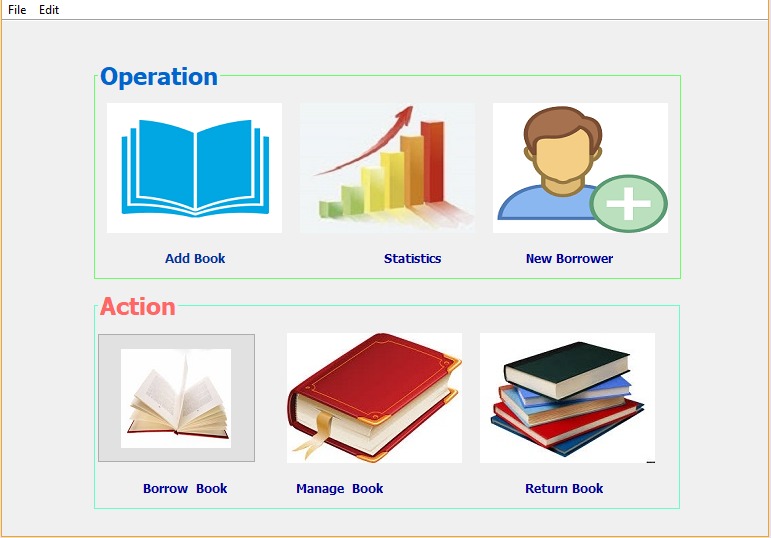 File Edit
Operation
Add Book Statistics New Borrower
Action
Borrow Book Manage Book Return Book